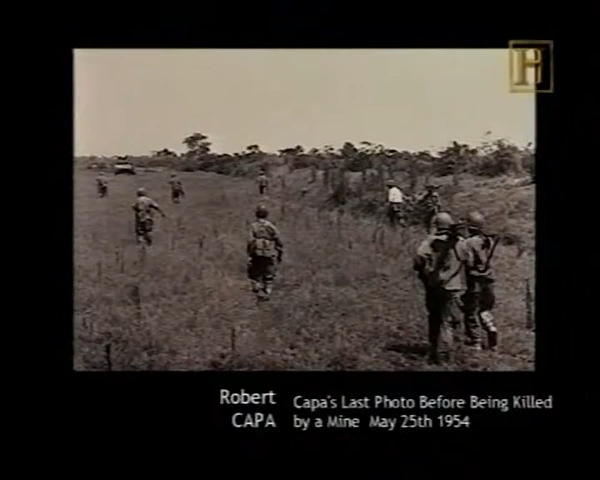 H
Robert
CAPA
Capa's Last Photo Before Being Killed
by a Mine May 25th 1954